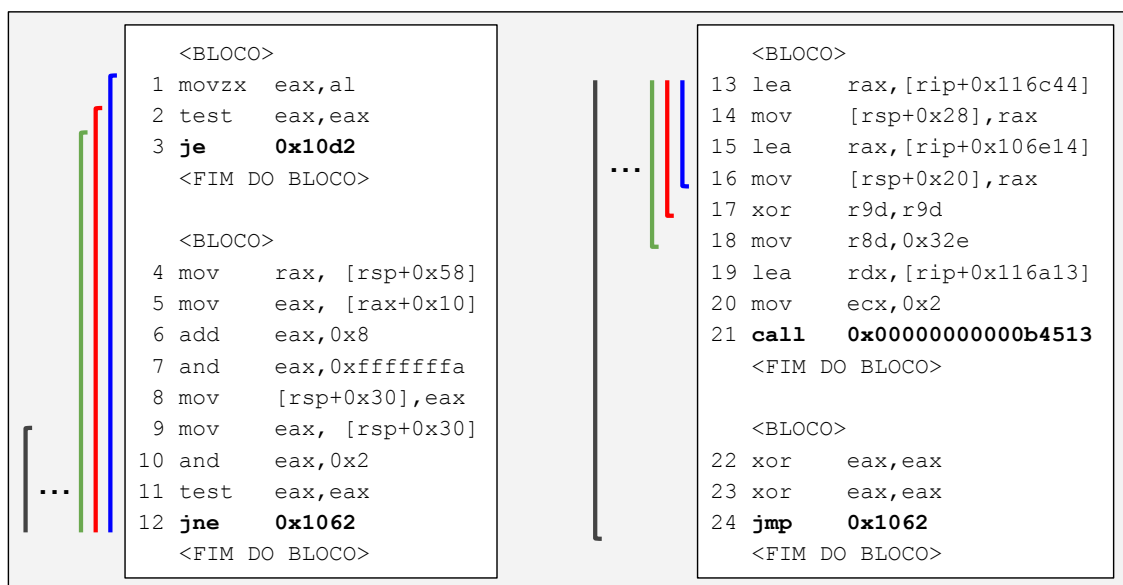 <BLOCO>
1 movzx eax,al
2 test eax,eax
3 je 0x10d2
<FIM DO BLOCO>
<BLOCO>
4 mov rax, [rsp+0x58]
5 mov eax, [rax+0x10]
6 add eax,0x8
7 and eax,0xfffffffa
8 mov [rsp+0x30],eax
9 mov eax, [rsp+0x30]
10 and eax,0x2
11 test eax,eax
12 jne 0x1062
<FIM DO BLOCO>
...
<BLOCO>
13 lea rax,[rip+0x116c44]
14 mov [rsp+0x28],rax
15 lea rax,[rip+0x106e14]
16 mov [rsp+0x20],rax
17 xor r9d,r9d
18 mov r8d,0x32e
19 lea rdx,[rip+0x116a13]
20 mov ecx,0x2
21 call 0x00000000000b4513
<FIM DO BLOCO>
<BLOCO>
22 xor eax,eax
23 xor eax,eax
24 jmp 0x1062
<FIM DO BLOCO>
...